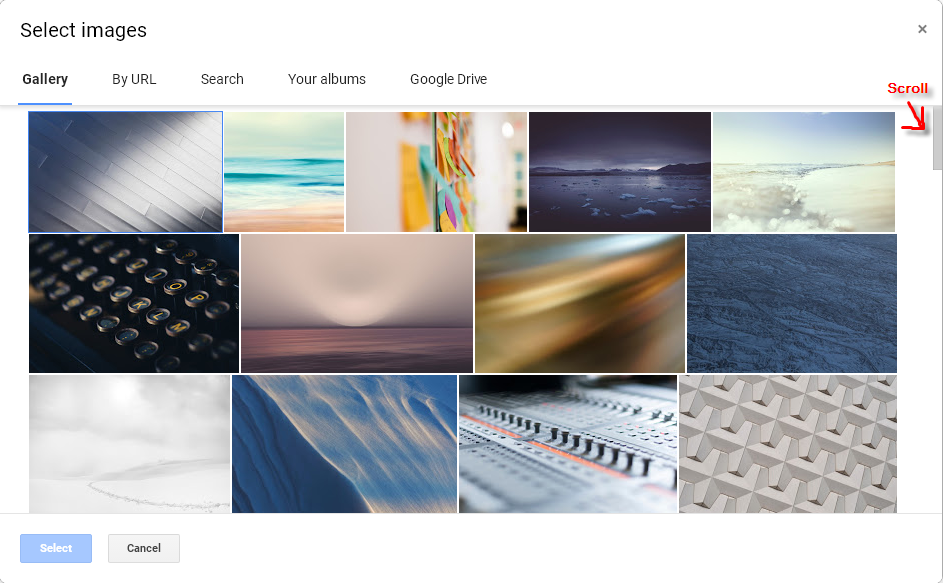 Select images
×
Gallery By URL Search Your albums Google Drive
Scroll
I O P
J K L
N M
Select Cancel